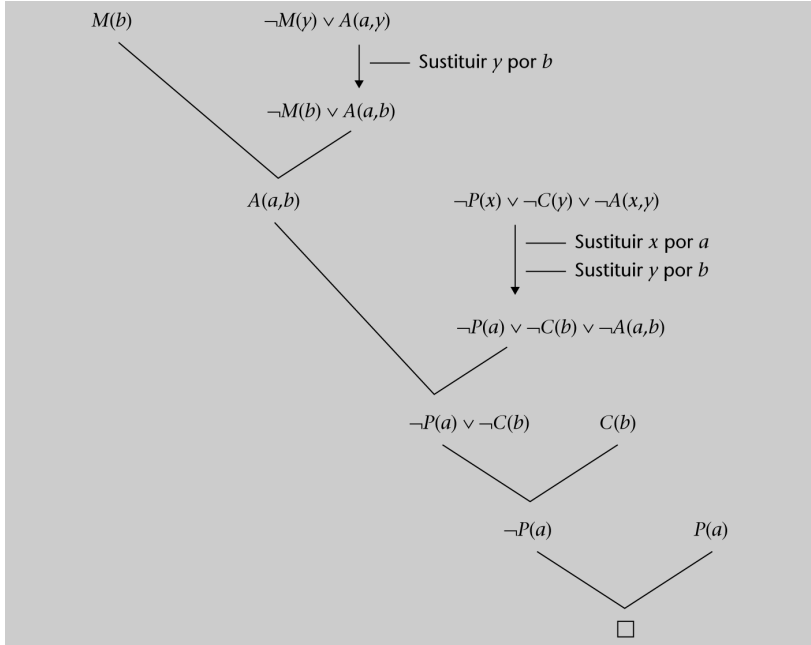 M(b) ¬M(y) ∨ A(a,y)
Sustituir y por b
¬M(b) ∨ A(a,b)
A(a,b) ¬P(x) ∨ ¬C(y) ∨ ¬A(x,y)
Sustituir x por a
Sustituir y por b
¬P(a) ∨ ¬C(b) ∨ ¬A(a,b)
¬P(a) ∨ ¬C(b) C(b)
¬P(a) P(a)
□